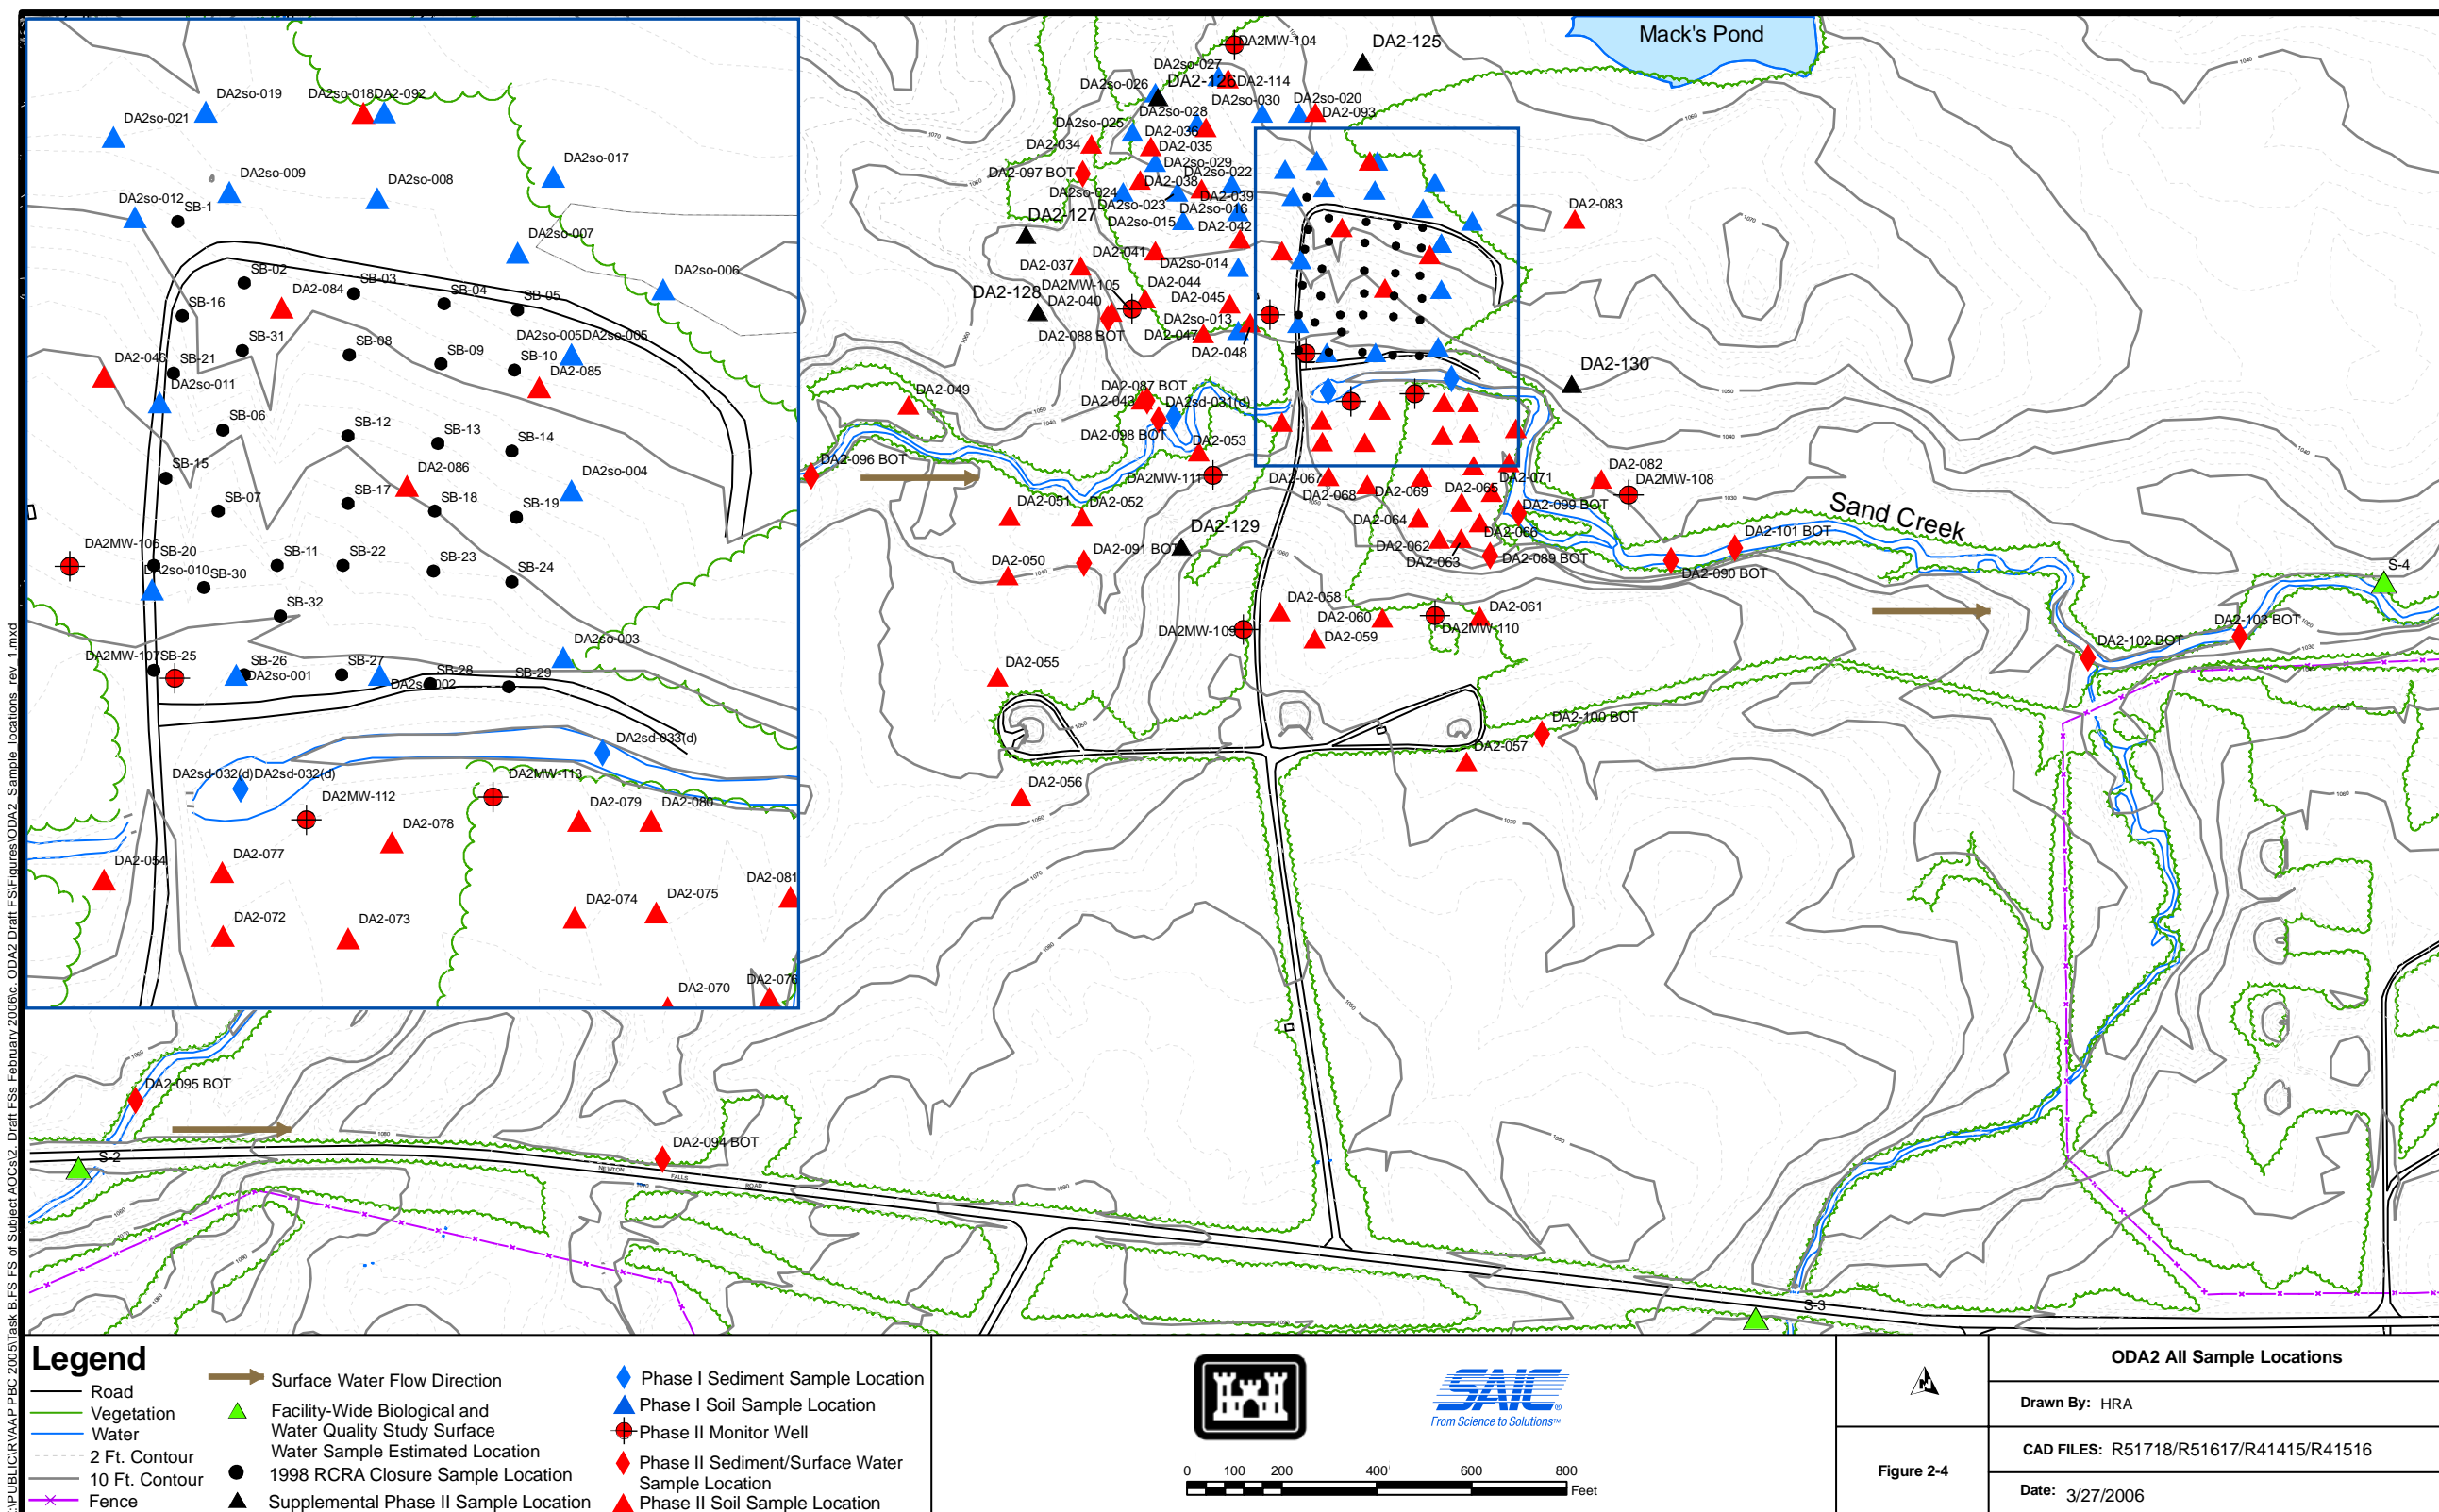 Mack's Pond
DA2MW-104
DA2-125
DA2so-027
DA2so-026
DA2-126
DA2-114
DA2so-030
DA2so-020
DA2so-028
DA2-093
DA2so-025
DA2-036
DA2-034
DA2-035
DA2so-029
DA2-097 BOT
DA2so-022
DA2-038
DA2so-024
DA2-039
DA2so-023
DA2so-016
DA2-127
DA2so-015
DA2-042
DA2-083
DA2-041
DA2-037
DA2so-014
DA2MW-105
DA2-044
DA2-128
DA2-040
DA2-045
DA2so-013
DA2-088 BOT
DA2-047
DA2-048
DA2-130
DA2-087 BOT
DA2-049
DA2-043
DA2sd-031(d)
DA2-098 BOT
DA2-053
DA2-096 BOT
DA2MW-111
DA2-067
DA2-071
DA2-082
DA2MW-108
DA2-068
DA2-069
DA2-065
DA2-051
DA2-052
DA2-099 BOT
Sand Creek
DA2-064
DA2-129
DA2-066
DA2-101 BOT
DA2-062
DA2-091 BOT
DA2-050
DA2-063
DA2-089 BOT
DA2-090 BOT
S-4
DA2-058
DA2-060
DA2-061
DA2MW-109
DA2MW-110
DA2-059
DA2-103 BOT
DA2-102 BOT
DA2-055
DA2-100 BOT
DA2-057
DA2-056
DA2so-019
DA2so-018
DA2-092
DA2so-021
DA2so-017
DA2so-009
DA2so-008
DA2so-012
SB-1
DA2so-007
DA2so-006
SB-02
SB-03
DA2-084
SB-04
SB-05
SB-16
SB-31
DA2so-005
DA2so-005
SB-08
DA2-046
SB-21
SB-09
SB-10
DA2-085
DA2so-011
SB-06
SB-12
SB-13
SB-14
SB-15
DA2-086
DA2so-004
SB-07
SB-17
SB-18
SB-19
DA2MW-106
SB-20
SB-11
SB-22
SB-23
SB-24
DA2so-010
SB-30
SB-32
DA2so-003
DA2MW-107
SB-25
SB-26
SB-27
SB-28
SB-29
DA2so-001
DA2so-002
DA2sd-033(d)
DA2sd-032(d)
DA2sd-032(d)
DA2MW-113
DA2MW-112
DA2-079
DA2-080
DA2-078
DA2-054
DA2-077
DA2-081
DA2-074
DA2-075
DA2-072
DA2-073
DA2-070
DA2-076
DA2-095 BOT
DA2-094 BOT
S-2
NEWTON
FALLS
ROAD
S-3
Legend
Road
Vegetation
Water
2 Ft. Contour
10 Ft. Contour
Fence
Surface Water Flow Direction
Facility-Wide Biological and
Water Quality Study Surface
Water Sample Estimated Location
1998 RCRA Closure Sample Location
Supplemental Phase II Sample Location
Phase I Sediment Sample Location
Phase I Soil Sample Location
Phase II Monitor Well
Phase II Sediment/Surface Water
Sample Location
Phase II Soil Sample Location
SAIC
From Science to Solutions™
0 100 200 400' 600 800
Feet
N
Figure 2-4
ODA2 All Sample Locations
Drawn By: HRA
CAD FILES: R51718/R51617/R41415/R41516
Date: 3/27/2006